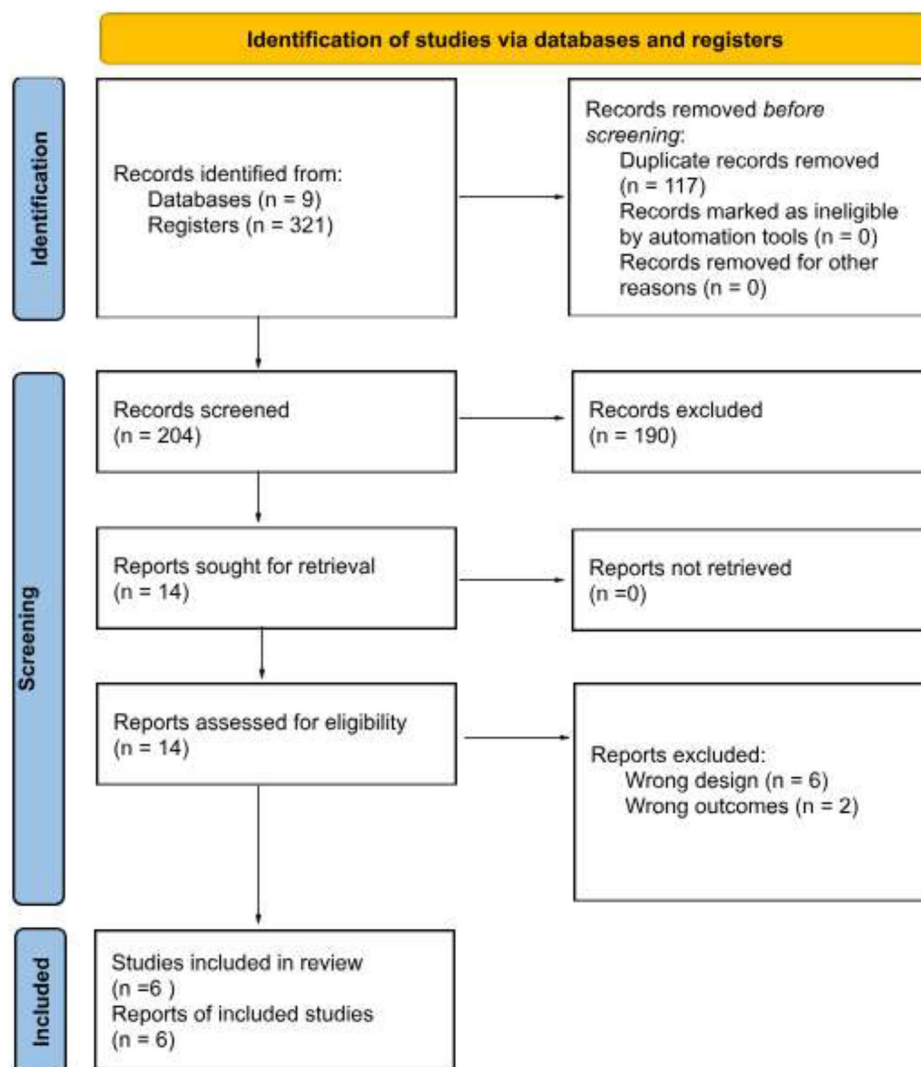 Identification of studies via databases and registers
Identification
Records identified from:
Databases (n = 9)
Registers (n = 321)
Records removed before
screening:
Duplicate records removed
(n = 117)
Records marked as ineligible
by automation tools (n = 0)
Records removed for other
reasons (n = 0)
Screening
Records screened
(n = 204)
Records excluded
(n = 190)
Reports sought for retrieval
(n = 14)
Reports not retrieved
(n =0)
Reports assessed for eligibility
(n = 14)
Reports excluded:
Wrong design (n = 6)
Wrong outcomes (n = 2)
Included
Studies included in review
(n =6 )
Reports of included studies
(n = 6)